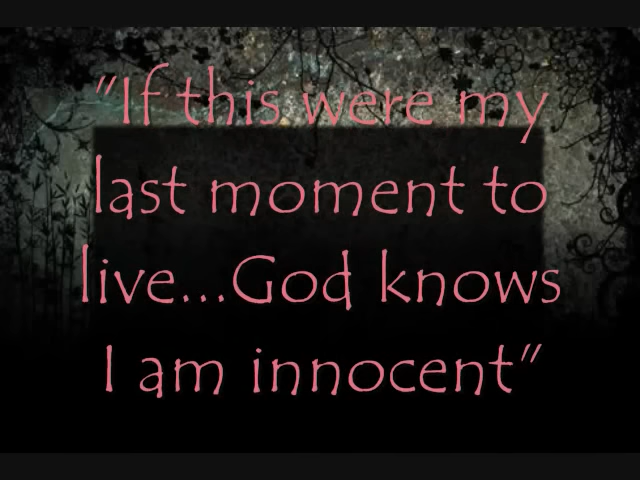 "If this were my
last moment to
live...God knows
I am innocent"